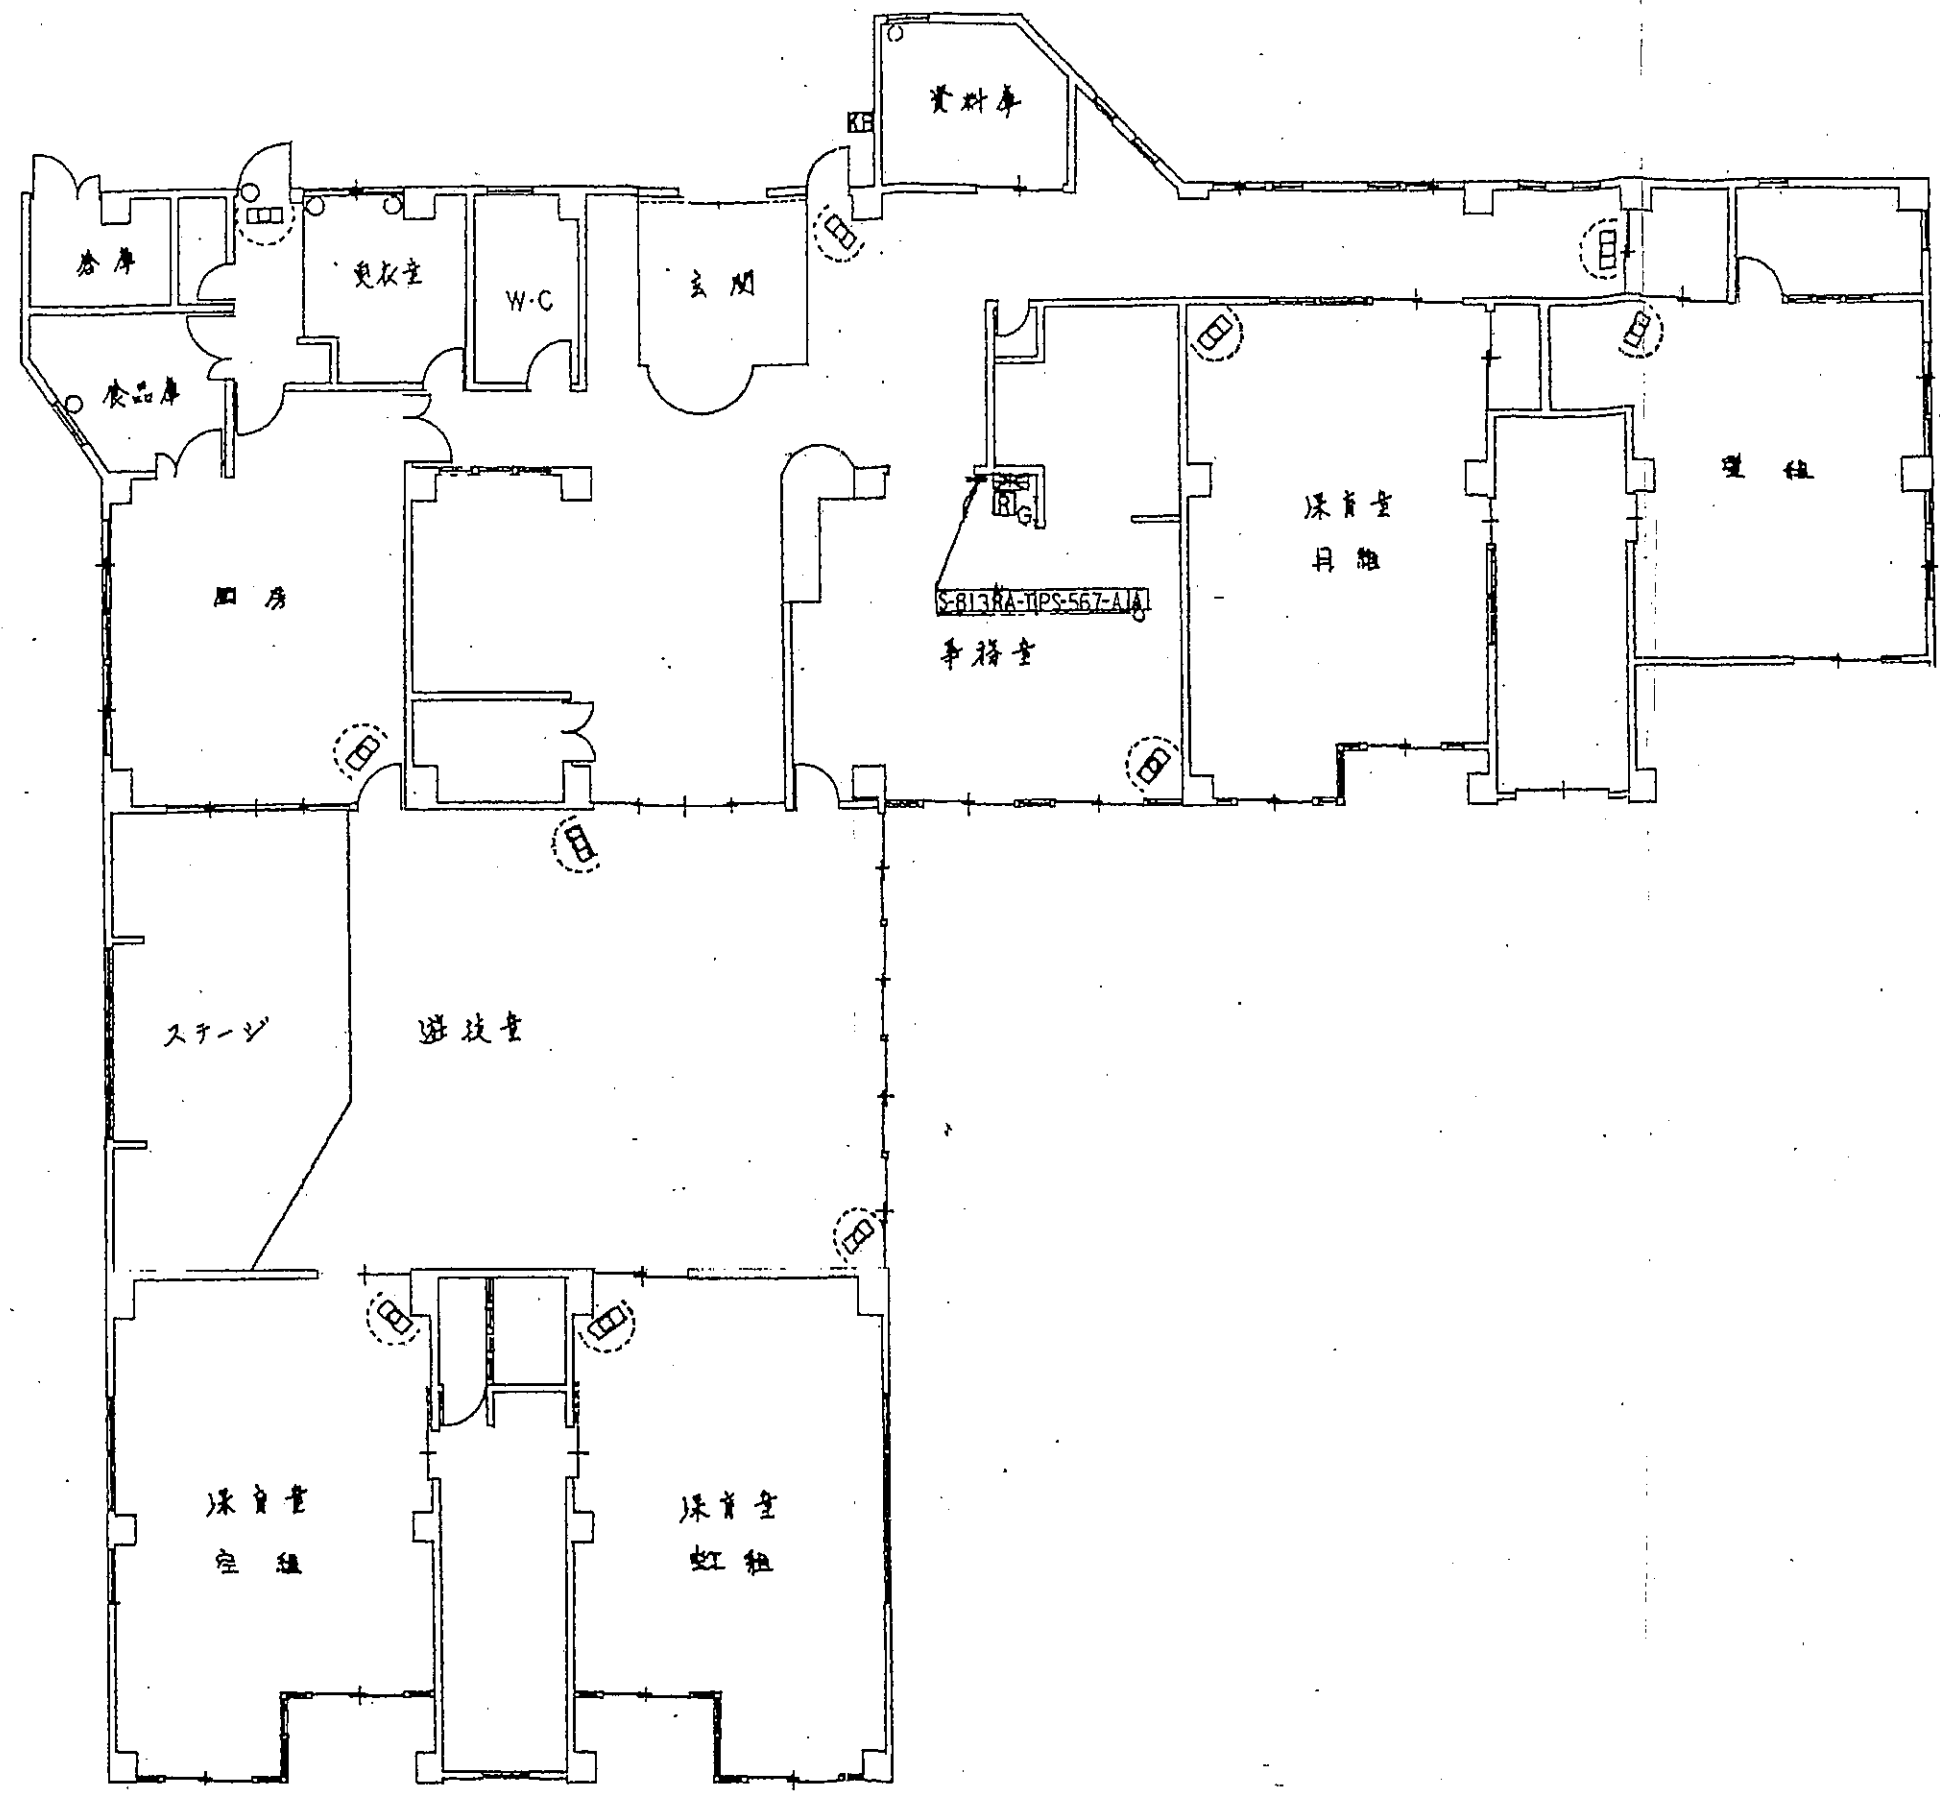 資料庫
KB
倉庫
更衣室
W・C
玄関
食品庫
R
G
保育室
月組
星組
厨房
S-813RA-T PS-567-A A
事務室
ステージ
遊技室
保育室
空組
保育室
虹組